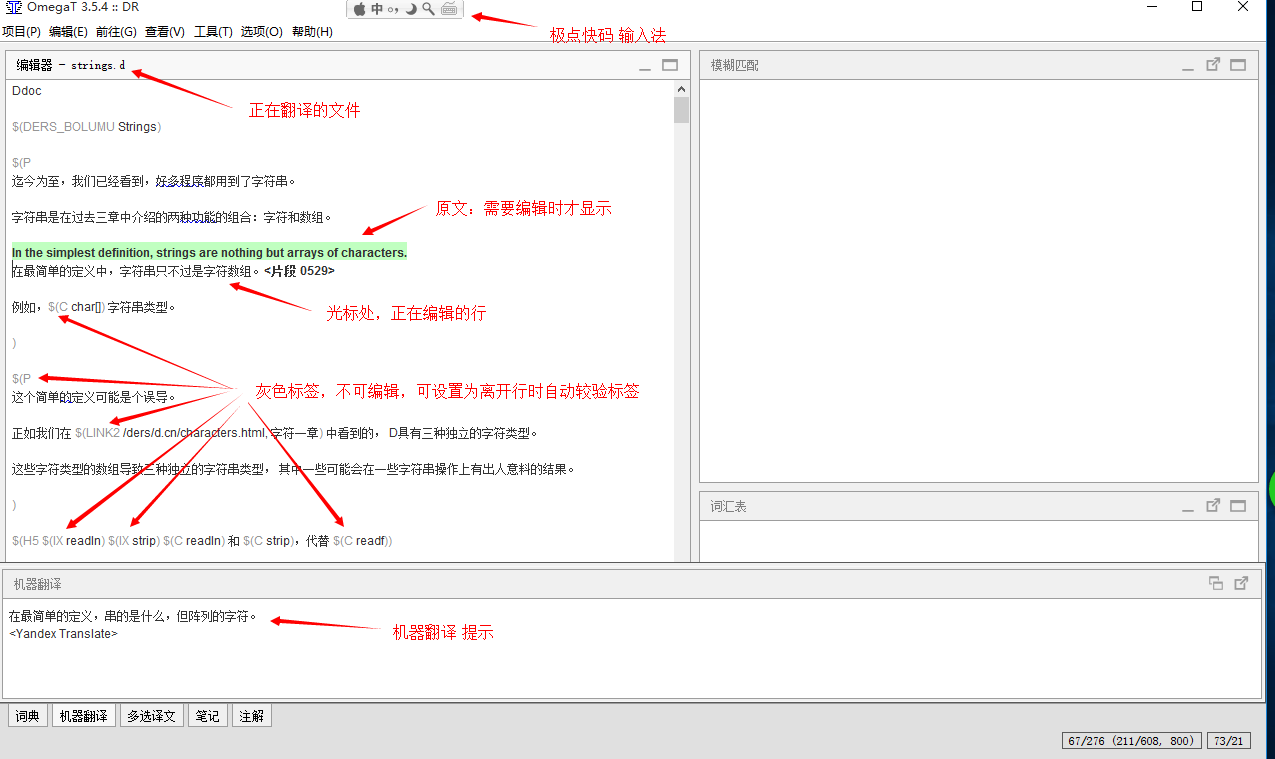 OmegaT 3.5.4 :: DR
中
极点快码 输入法
项目(P) 编辑(E) 前往(G) 查看(V) 工具(T) 选项(O) 帮助(H)
编辑器 - strings.d
正在翻译的文件
Ddoc
$(DERS_BOLUMU Strings)
$(P
迄今为至，我们已经看到，好多程序都用到了字符串。
字符串是在过去三章中介绍的两种功能的组合：字符和数组。
原文：需要编辑时才显示
In the simplest definition, strings are nothing but arrays of characters.
在最简单的定义中，字符串只不过是字符数组。<片段 0529>
例如，$(C char[]) 字符串类型。
光标处，正在编辑的行
)
$(P
这个简单的定义可能是个误导。
灰色标签，不可编辑，可设置为离开行时自动较验标签
正如我们在 $(LINK2 /ders/d.cn/characters.html, 字符一章) 中看到的， D具有三种独立的字符类型。
这些字符类型的数组导致三种独立的字符串类型， 其中一些可能会在一些字符串操作上有出人意料的结果。
)
$(H5 $(IX readln) $(IX strip) $(C readln) 和 $(C strip)，代替 $(C readf))
模糊匹配
词汇表
机器翻译
在最简单的定义，串的是什么，但阵列的字符。
<Yandex Translate>
机器翻译 提示
词典 机器翻译 多选译文 笔记 注解
67/276 (211/608, 800) 73/21